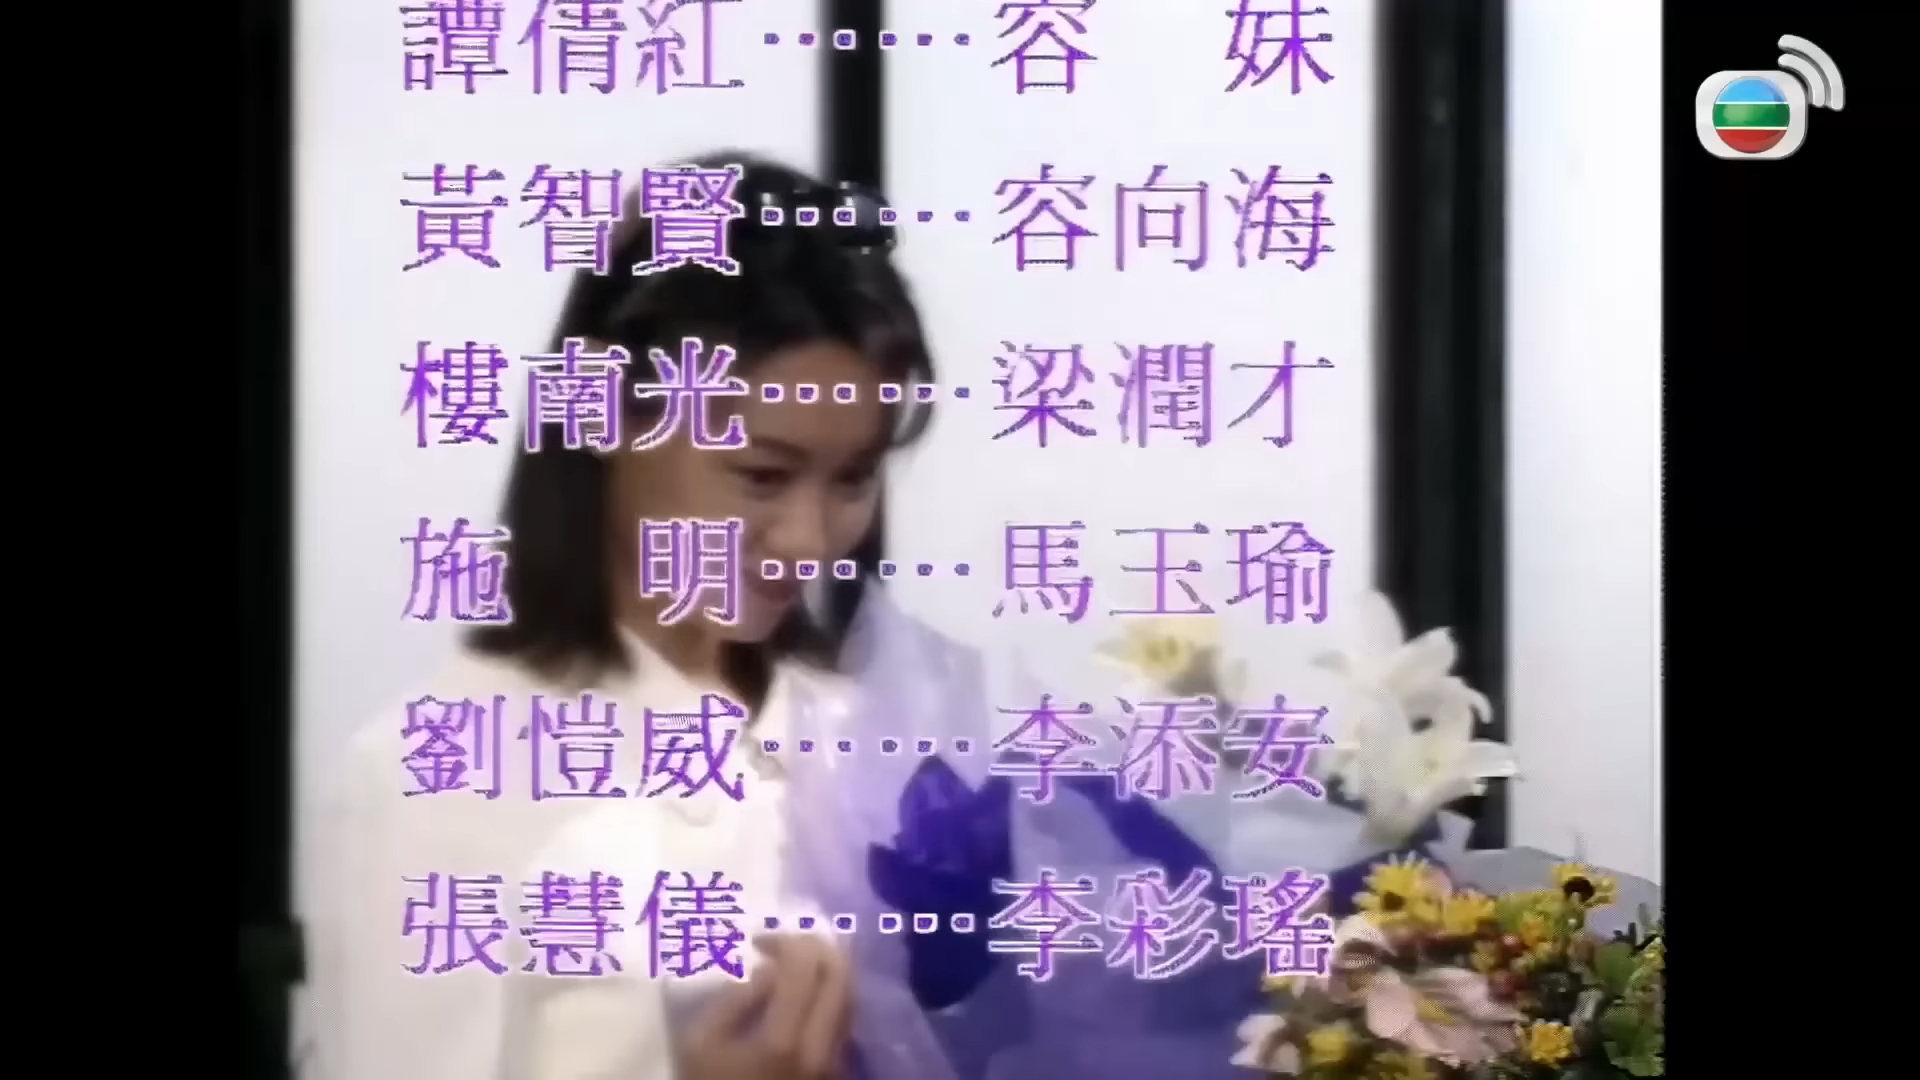 譚倩紅⋯⋯容　妹
黃智賢⋯⋯容向海
樓南光⋯⋯梁潤才
施　明⋯⋯馬玉瑜
劉愷威⋯⋯李添安
張慧儀⋯⋯李彩瑤